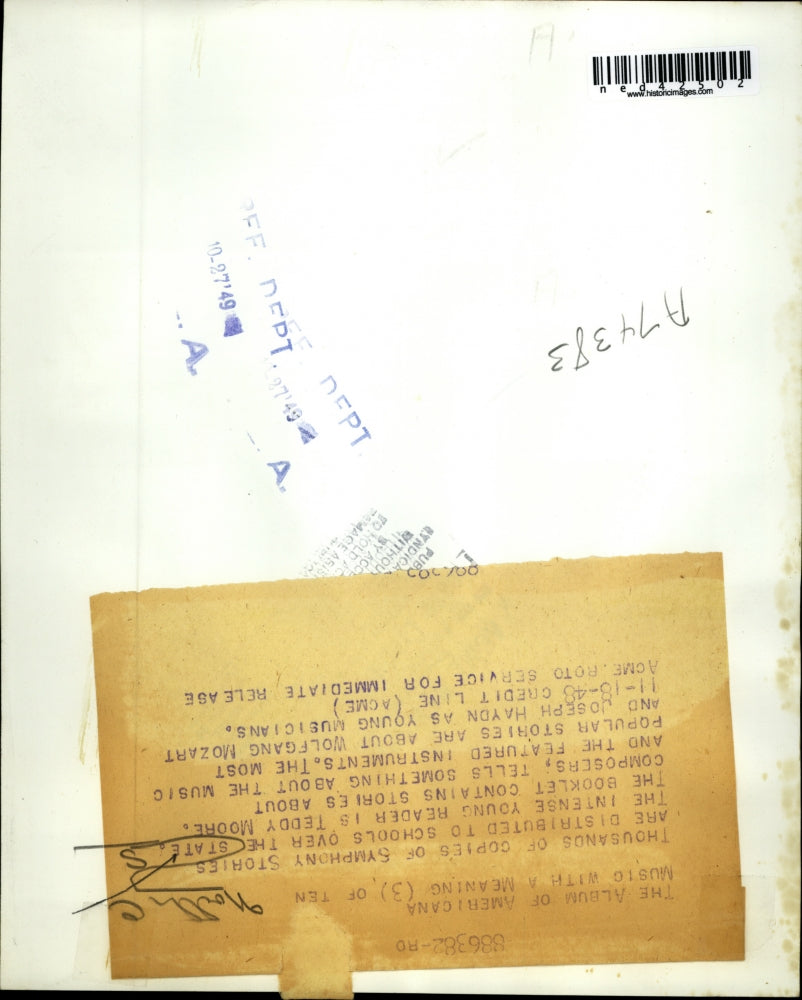 ned42502
www.historicimages.com
A74383
REF. DEPT.
10-27'49
A.
REF. DEPT.
27'49
A.
886382-RO
THE ALBUM OF AMERICANA
MUSIC WITH A MEANING (3) OF TEN
THOUSANDS OF COPIES OF SYMPHONY STORIES
ARE DISTRIBUTED TO SCHOOLS OVER THE STATE.
THE INTENSE YOUNG READER IS TEDDY MOORE.
THE BOOKLET CONTAINS STORIES ABOUT
COMPOSERS, TELLS SOMETHING ABOUT THE MUSIC
AND THE FEATURED INSTRUMENTS. THE MOST
POPULAR STORIES ARE ABOUT WOLFGANG MOZART
AND JOSEPH HAYDN AS YOUNG MUSICIANS.
11-13-48 CREDIT LINE (ACME)
ACME ROTO SERVICE FOR IMMEDIATE RELEASE